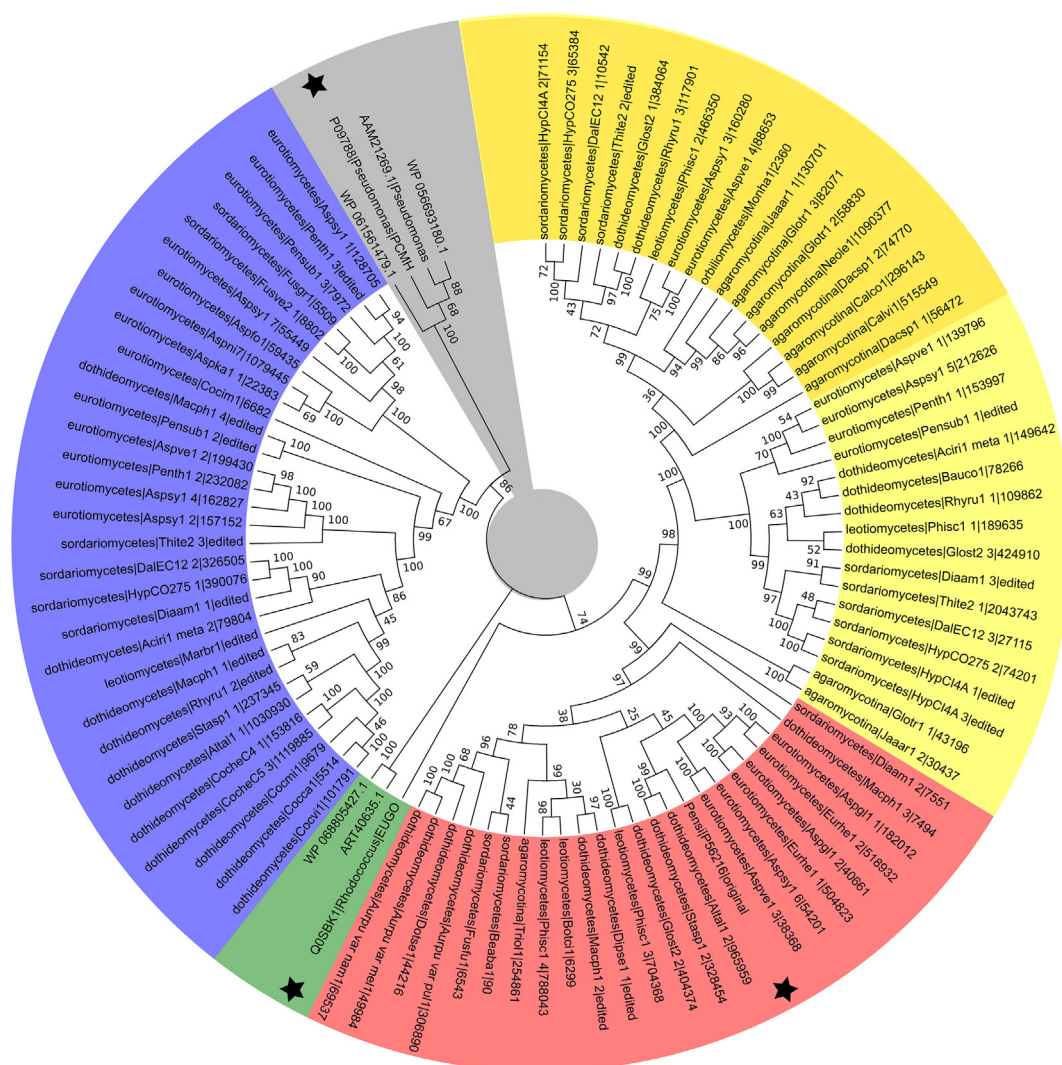 sordariomycetes|HypCI4A 2|71154
sordariomycetes|HypCO275 3|65384
sordariomycetes|DalEC12 1|10542
sordariomycetes|Thite2 2|edited
dothideomycetes|Glost2 1|384064
dothideomycetes|Rhyru1 3|117901
leotiomycetes|Phisc1 2|466350
eurotiomycetes|Aspsy1 3|160280
eurotiomycetes|Aspve1 4|88653
orbiliomycetes|Monha1|2360
agaromycotina|Jaaar1 1|130701
agaromycotina|Glotr1 3|82071
agaromycotina|Glotr1 2|58830
agaromycotina|Neole1|1090377
agaromycotina|Dacsp1 2|74770
agaromycotina|Calco1|296143
agaromycotina|Calvi1|515549
agaromycotina|Dacsp1 1|56472
eurotiomycetes|Aspve1 1|139796
eurotiomycetes|Aspsy1 5|212626
eurotiomycetes|Penth1 1|153997
eurotiomycetes|Pensub1 1|edited
dothideomycetes|Aciri1 meta 1|149642
dothideomycetes|Bauco1|78266
dothideomycetes|Rhyru1 1|109862
leotiomycetes|Phisc1 1|189635
dothideomycetes|Glost2 3|424910
sordariomycetes|Diaam1 3|edited
sordariomycetes|Thite2 1|2043743
sordariomycetes|DalEC12 3|27115
sordariomycetes|HypCO275 2|74201
sordariomycetes|HypCI4A 1|edited
sordariomycetes|HypCI4A 3|edited
agaromycotina|Glotr1 1|43196
agaromycotina|Jaaar1 2|30437
sordariomycetes|Diaam1 2|7551
dothideomycetes|Macph1 3|7494
eurotiomycetes|Aspgl1 1|182012
eurotiomycetes|Eurhe1 2|518932
eurotiomycetes|Aspgl1 2|40661
eurotiomycetes|Eurhe1 1|504823
eurotiomycetes|Aspsy1 6|54201
eurotiomycetes|Aspve1 3|38368
Penisi|P56216|original
dothideomycetes|Altal1 2|965959
dothideomycetes|Stasp1 2|328454
dothideomycetes|Glost2 2|404374
leotiomycetes|Phisc1 3|704368
dothideomycetes|Dipse1 1|edited
dothideomycetes|Macph1 2|edited
leotiomycetes|Botci1|6299
leotiomycetes|Phisc1 4|788043
agaromycotina|Triol1|254861
sordariomycetes|Beaba1|90
sordariomycetes|Fusfu1|6543
dothideomycetes|Aurpu var pul1|306890
dothideomycetes|Dotse1|44216
dothideomycetes|Aurpu var mel1|49984
dothideomycetes|Aurpu var nam1|69537
Q0SBK1|Rhodococcus|EUGO
ART40635.1
WP 088805427.1
dothideomycetes|Cocvi1|101791
dothideomycetes|Cocca1|5514
dothideomycetes|Cocmi1|9679
dothideomycetes|CocheC5 3|119885
dothideomycetes|CocheC4 1|153916
dothideomycetes|Altal1 1|1030930
dothideomycetes|Stasp1 1|237345
dothideomycetes|Rhyru1 2|edited
dothideomycetes|Macph1 1|edited
leotiomycetes|Marbr1|edited
dothideomycetes|Aciri1 meta 2|79804
sordariomycetes|Diaam1 1|edited
sordariomycetes|HypCO275 1|390076
sordariomycetes|DalEC12 2|326505
sordariomycetes|Thite2 3|edited
eurotiomycetes|Aspsy1 2|157152
eurotiomycetes|Aspsy1 4|162827
eurotiomycetes|Penth1 2|232082
eurotiomycetes|Aspve1 2|199430
eurotiomycetes|Pensub1 2|edited
dothideomycetes|Macph1 4|edited
eurotiomycetes|Cocim1|6682
eurotiomycetes|Aspka1 1|22383
eurotiomycetes|Aspni7|1079445
eurotiomycetes|Aspfo1|59435
eurotiomycetes|Aspsy1 7|55449
sordariomycetes|Fusve2 1|8802
sordariomycetes|Fusgr1|5509
eurotiomycetes|Pensub1 3|7972
eurotiomycetes|Penth1 3|edited
eurotiomycetes|Aspsy1 1|128705
WP 061561479.1
P09788|Pseudomonas|PCMH
AAM21269.1|Pseudomonas
WP 056693180.1